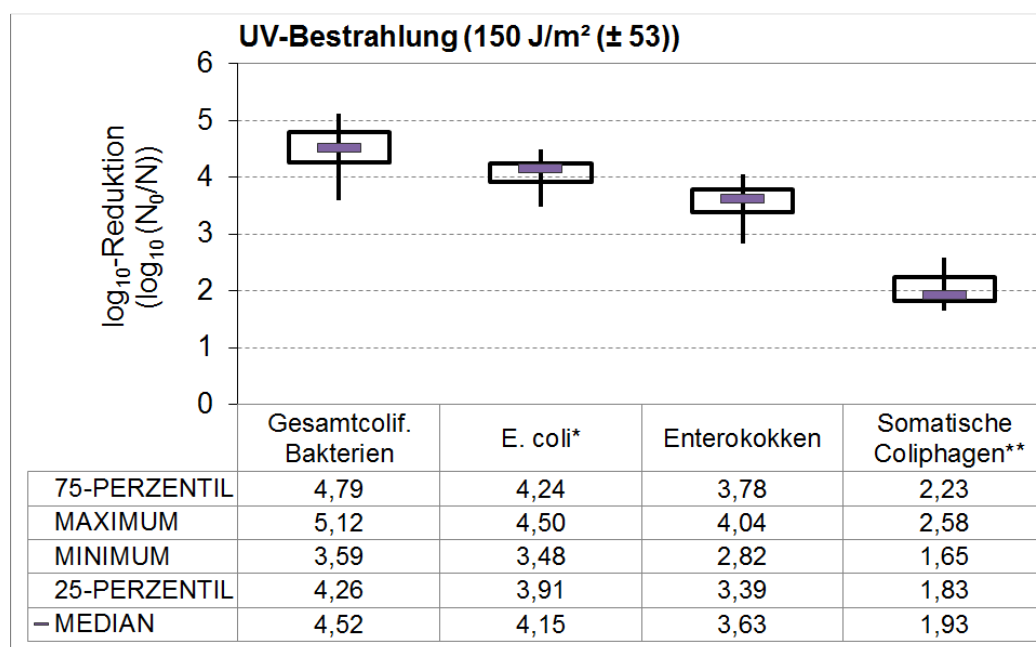 UV-Bestrahlung (150 J/m² (± 53))
log₁₀-Reduktion
(log₁₀ (N₀/N))
6
5
4
3
2
1
0
Gesamtcolif. Bakterien E. coli* Enterokokken Somatische Coliphagen**
75-PERZENTIL 4,79 4,24 3,78 2,23
MAXIMUM 5,12 4,50 4,04 2,58
MINIMUM 3,59 3,48 2,82 1,65
25-PERZENTIL 4,26 3,91 3,39 1,83
MEDIAN 4,52 4,15 3,63 1,93